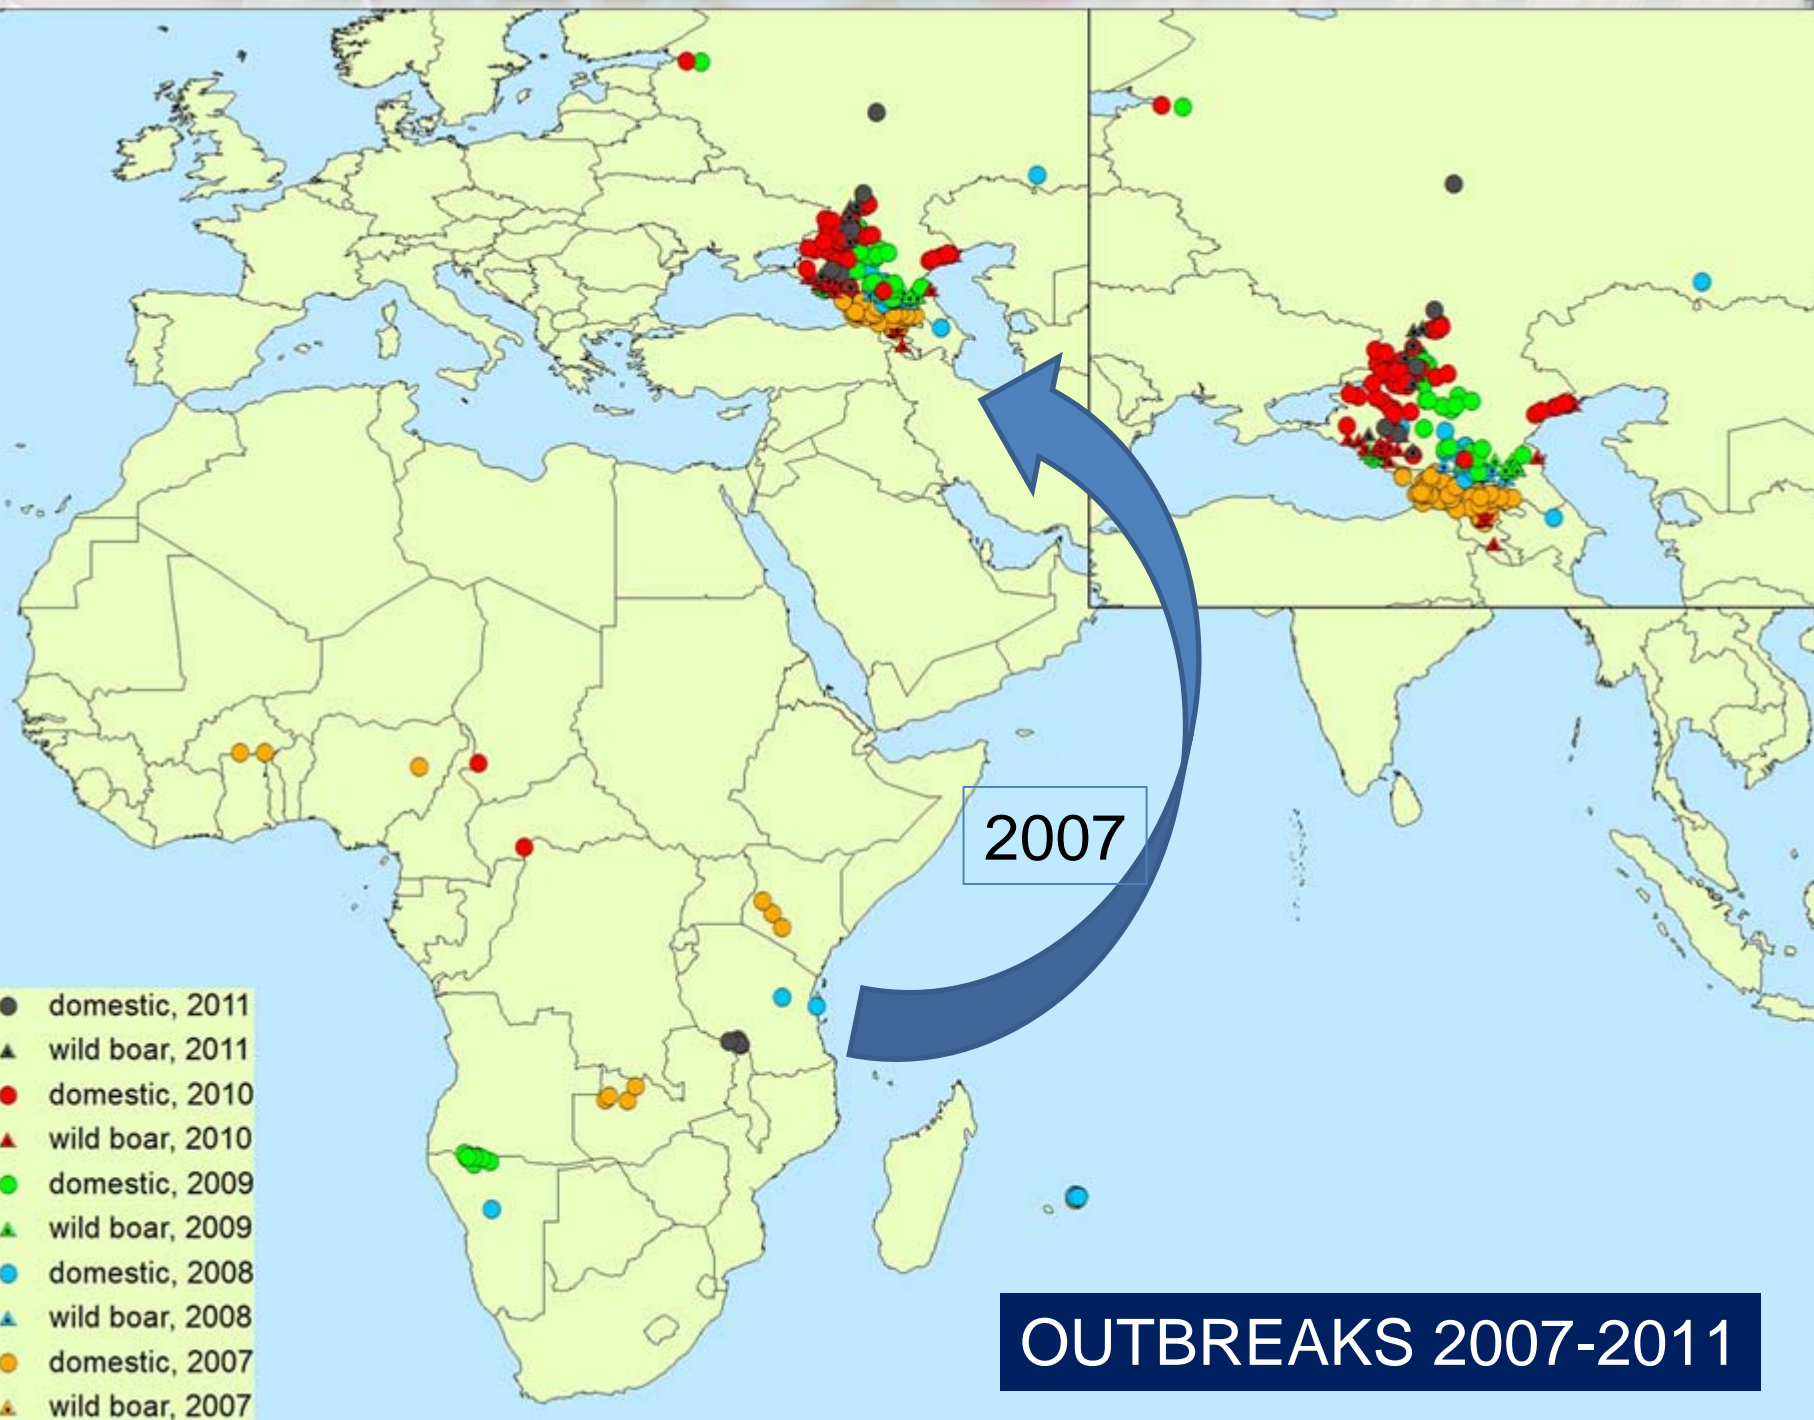 2007
domestic, 2011
wild boar, 2011
domestic, 2010
wild boar, 2010
domestic, 2009
wild boar, 2009
domestic, 2008
wild boar, 2008
domestic, 2007
wild boar, 2007
OUTBREAKS 2007-2011